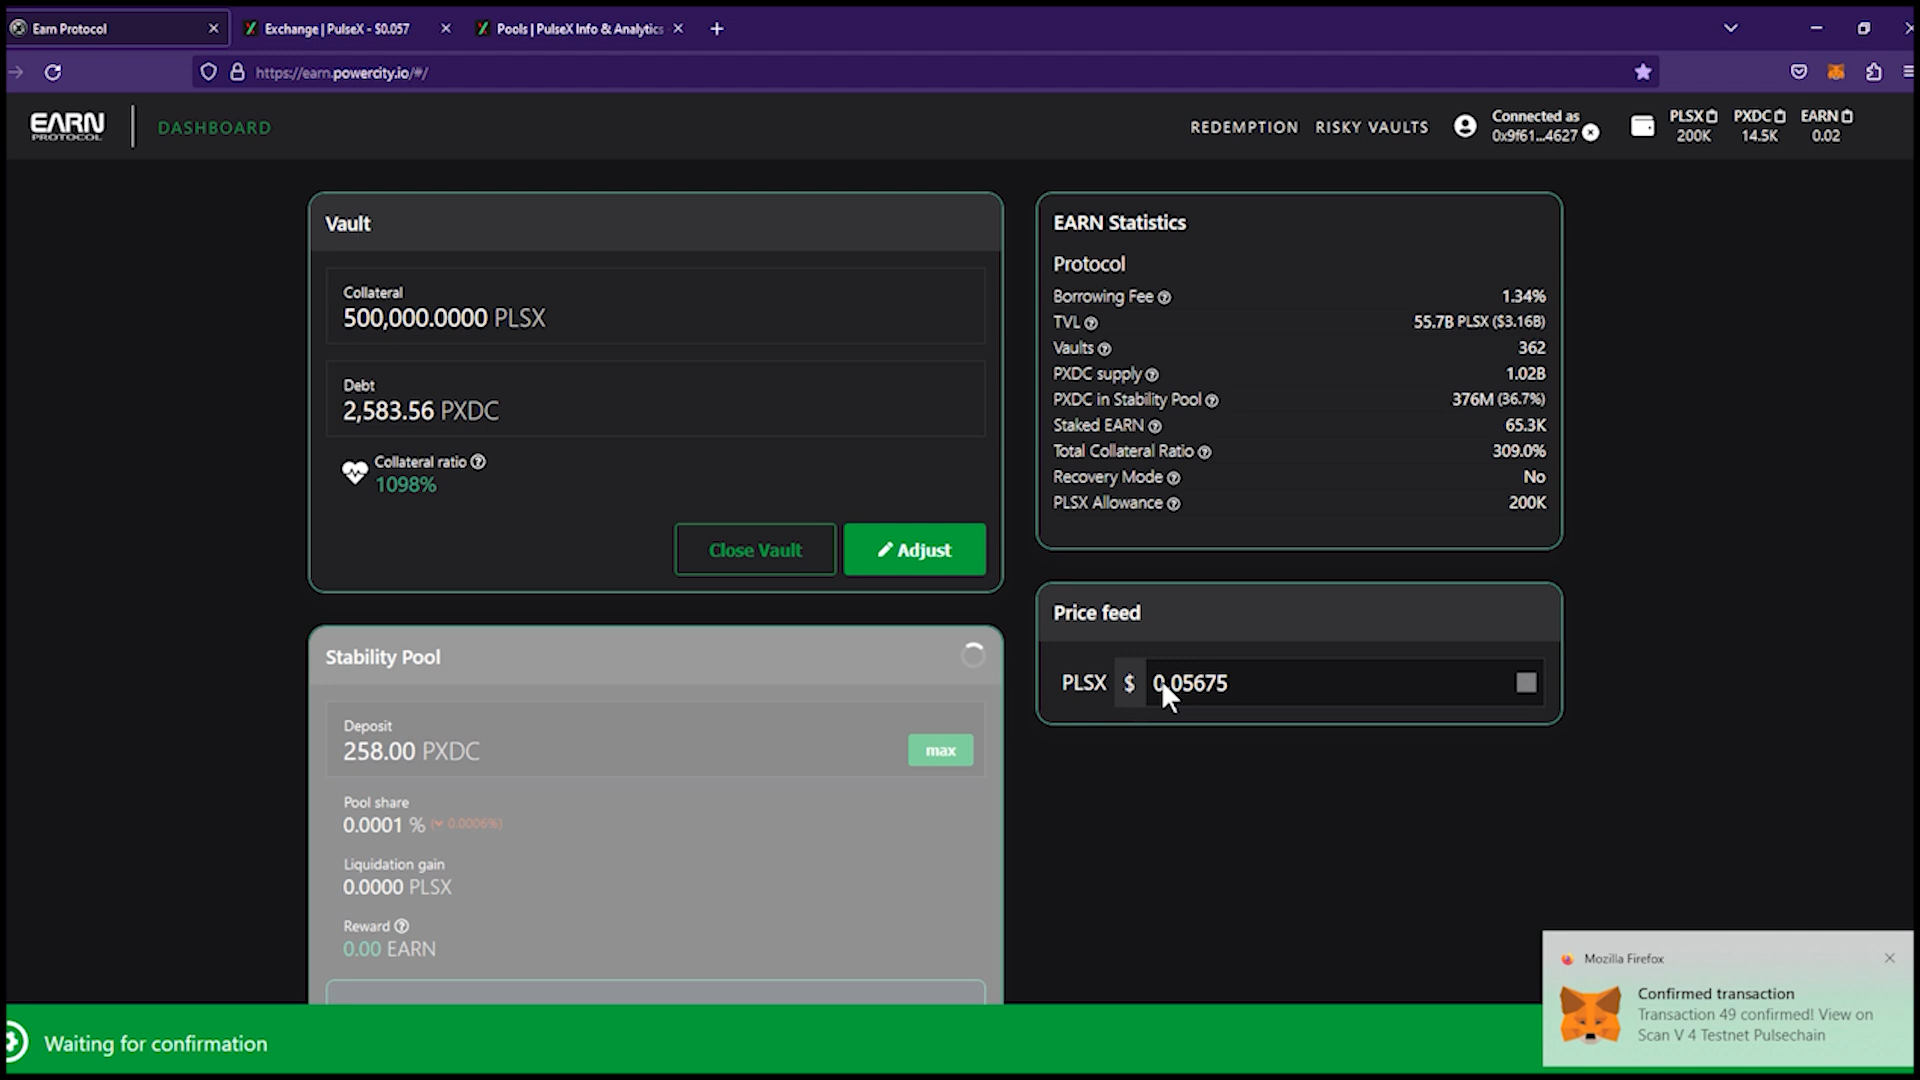 Earn Protocol
Exchange | PulseX - $0.057
Pools | PulseX Info & Analytics
https://earn.powercity.io/#/
EARN
PROTOCOL
DASHBOARD
REDEMPTION
RISKY VAULTS
Connected as
0x9f61...4627
PLSX
200K
PXDC
14.5K
EARN
0.02
Vault
Collateral
500,000.0000 PLSX
Debt
2,583.56 PXDC
Collateral ratio
1098%
Close Vault
Adjust
EARN Statistics
Protocol
Borrowing Fee 1.34%
TVL 55.7B PLSX ($3.16B)
Vaults 362
PXDC supply 1.02B
PXDC in Stability Pool 376M (36.7%)
Staked EARN 65.3K
Total Collateral Ratio 309.0%
Recovery Mode No
PLSX Allowance 200K
Price feed
PLSX $ 0.05675
Stability Pool
Deposit
258.00 PXDC
max
Pool share
0.0001 % (0.0006%)
Liquidation gain
0.0000 PLSX
Reward
0.00 EARN
Waiting for confirmation
Mozilla Firefox
Confirmed transaction
Transaction 49 confirmed! View on
Scan V 4 Testnet Pulsechain